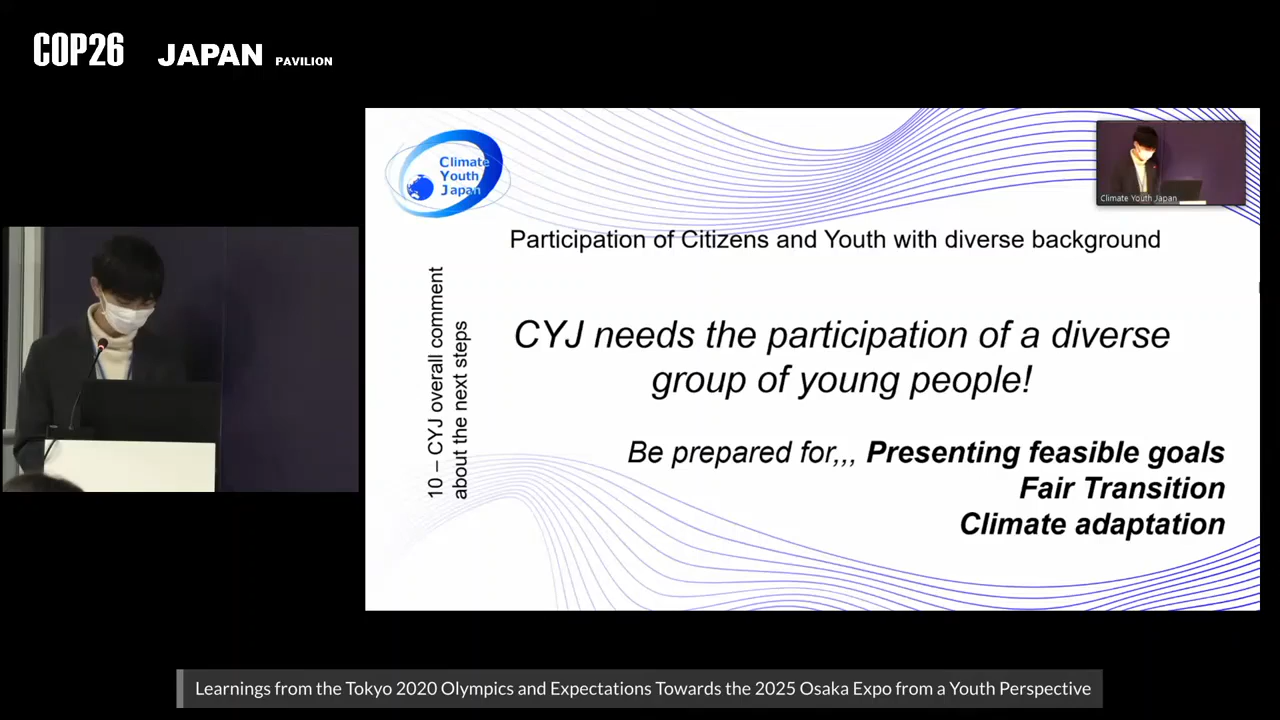 COP26 JAPAN PAVILION
Climate
Youth
Japan
Climate Youth Japan
Participation of Citizens and Youth with diverse background
10 – CYJ overall comment
about the next steps
CYJ needs the participation of a diverse
group of young people!
Be prepared for,,, Presenting feasible goals
Fair Transition
Climate adaptation
Learnings from the Tokyo 2020 Olympics and Expectations Towards the 2025 Osaka Expo from a Youth Perspective